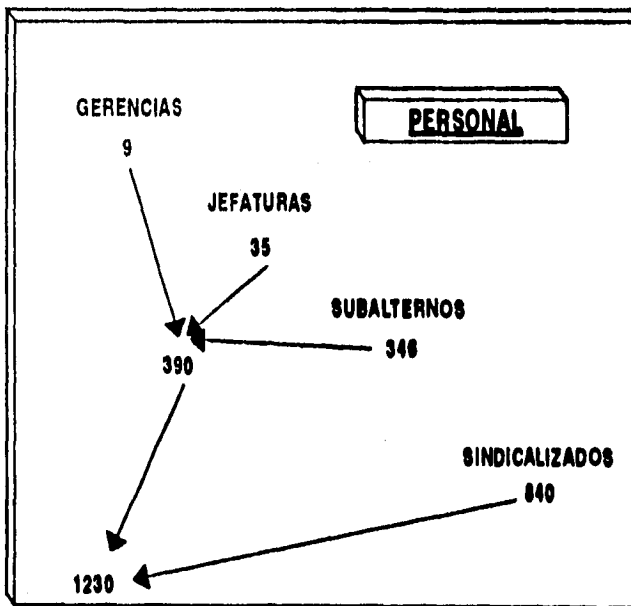 GERENCIAS
9
PERSONAL
JEFATURAS
35
SUBALTERNOS
346
390
SINDICALIZADOS
840
1230